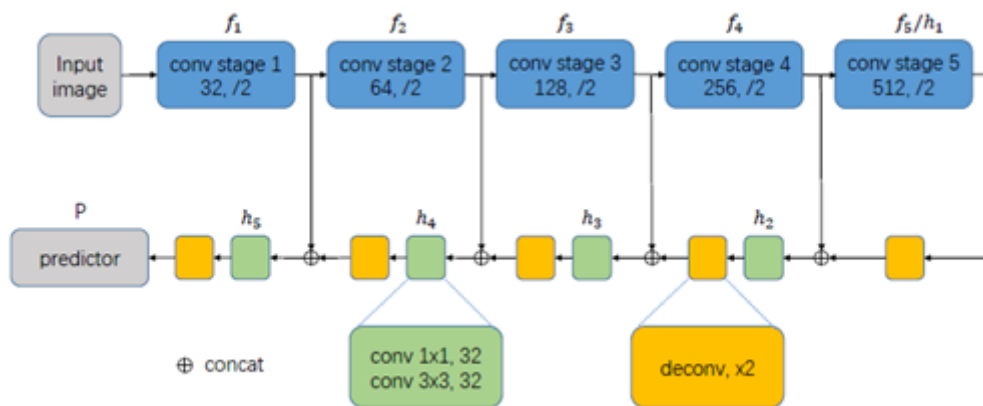 f₁
f₂
f₃
f₄
f₅/h₁
Input
image
conv stage 1
32, /2
conv stage 2
64, /2
conv stage 3
128, /2
conv stage 4
256, /2
conv stage 5
512, /2
P
h₅
h₄
h₃
h₂
predictor
conv 1x1, 32
conv 3x3, 32
deconv, x2
⊕ concat